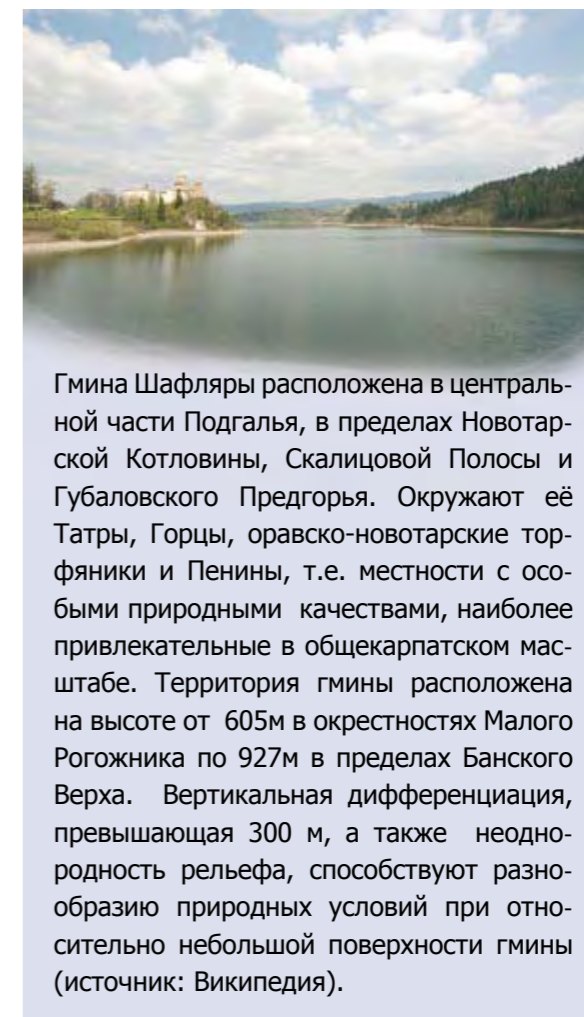 Гмина Шафляры расположена в централь-
ной части Подгалья, в пределах Новотар-
ской Котловины, Скалицовой Полосы и
Губаловского Предгорья. Окружают её
Татры, Горцы, оравско-новотарские тор-
фяники и Пенины, т.е. местности с осо-
быми природными качествами, наиболее
привлекательные в общекарпатском мас-
штабе. Территория гмины расположена
на высоте от 605м в окрестностях Малого
Рогожника по 927м в пределах Банского
Верха. Вертикальная дифференциация,
превышающая 300 м, а также неодно-
родность рельефа, способствуют разно-
образию природных условий при отно-
сительно небольшой поверхности гмины
(источник: Википедия).